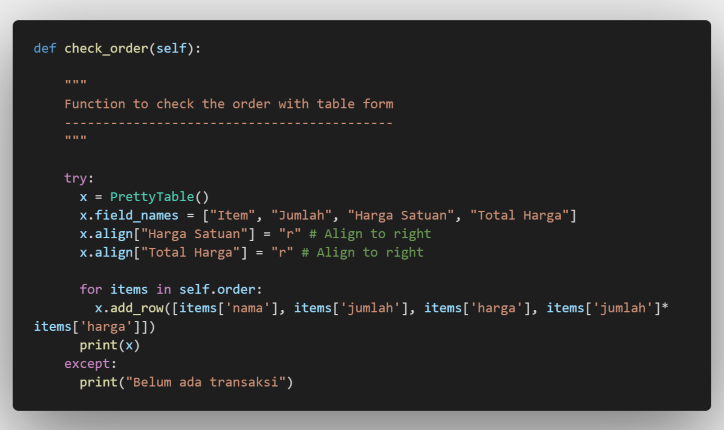 def check_order(self):
"""
Function to check the order with table form
-------------------------------------------
"""
try:
x = PrettyTable()
x.field_names = ["Item", "Jumlah", "Harga Satuan", "Total Harga"]
x.align["Harga Satuan"] = "r" # Align to right
x.align["Total Harga"] = "r" # Align to right
for items in self.order:
x.add_row([items['nama'], items['jumlah'], items['harga'], items['jumlah']*
items['harga']])
print(x)
except:
print("Belum ada transaksi")